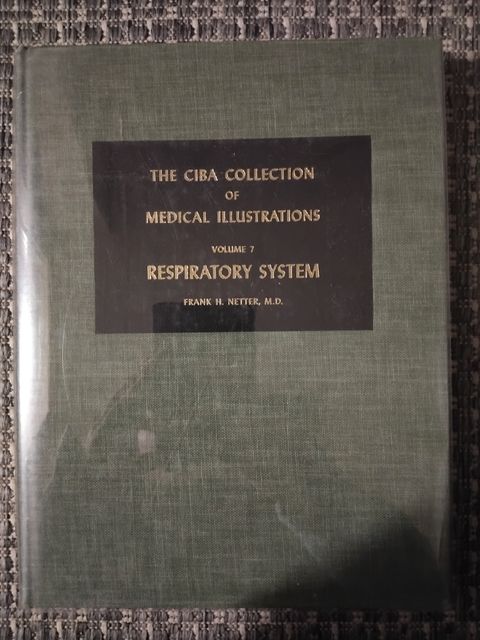 THE CIBA COLLECTION
OF
MEDICAL ILLUSTRATIONS
VOLUME 7
RESPIRATORY SYSTEM
FRANK H. NETTER, M.D.